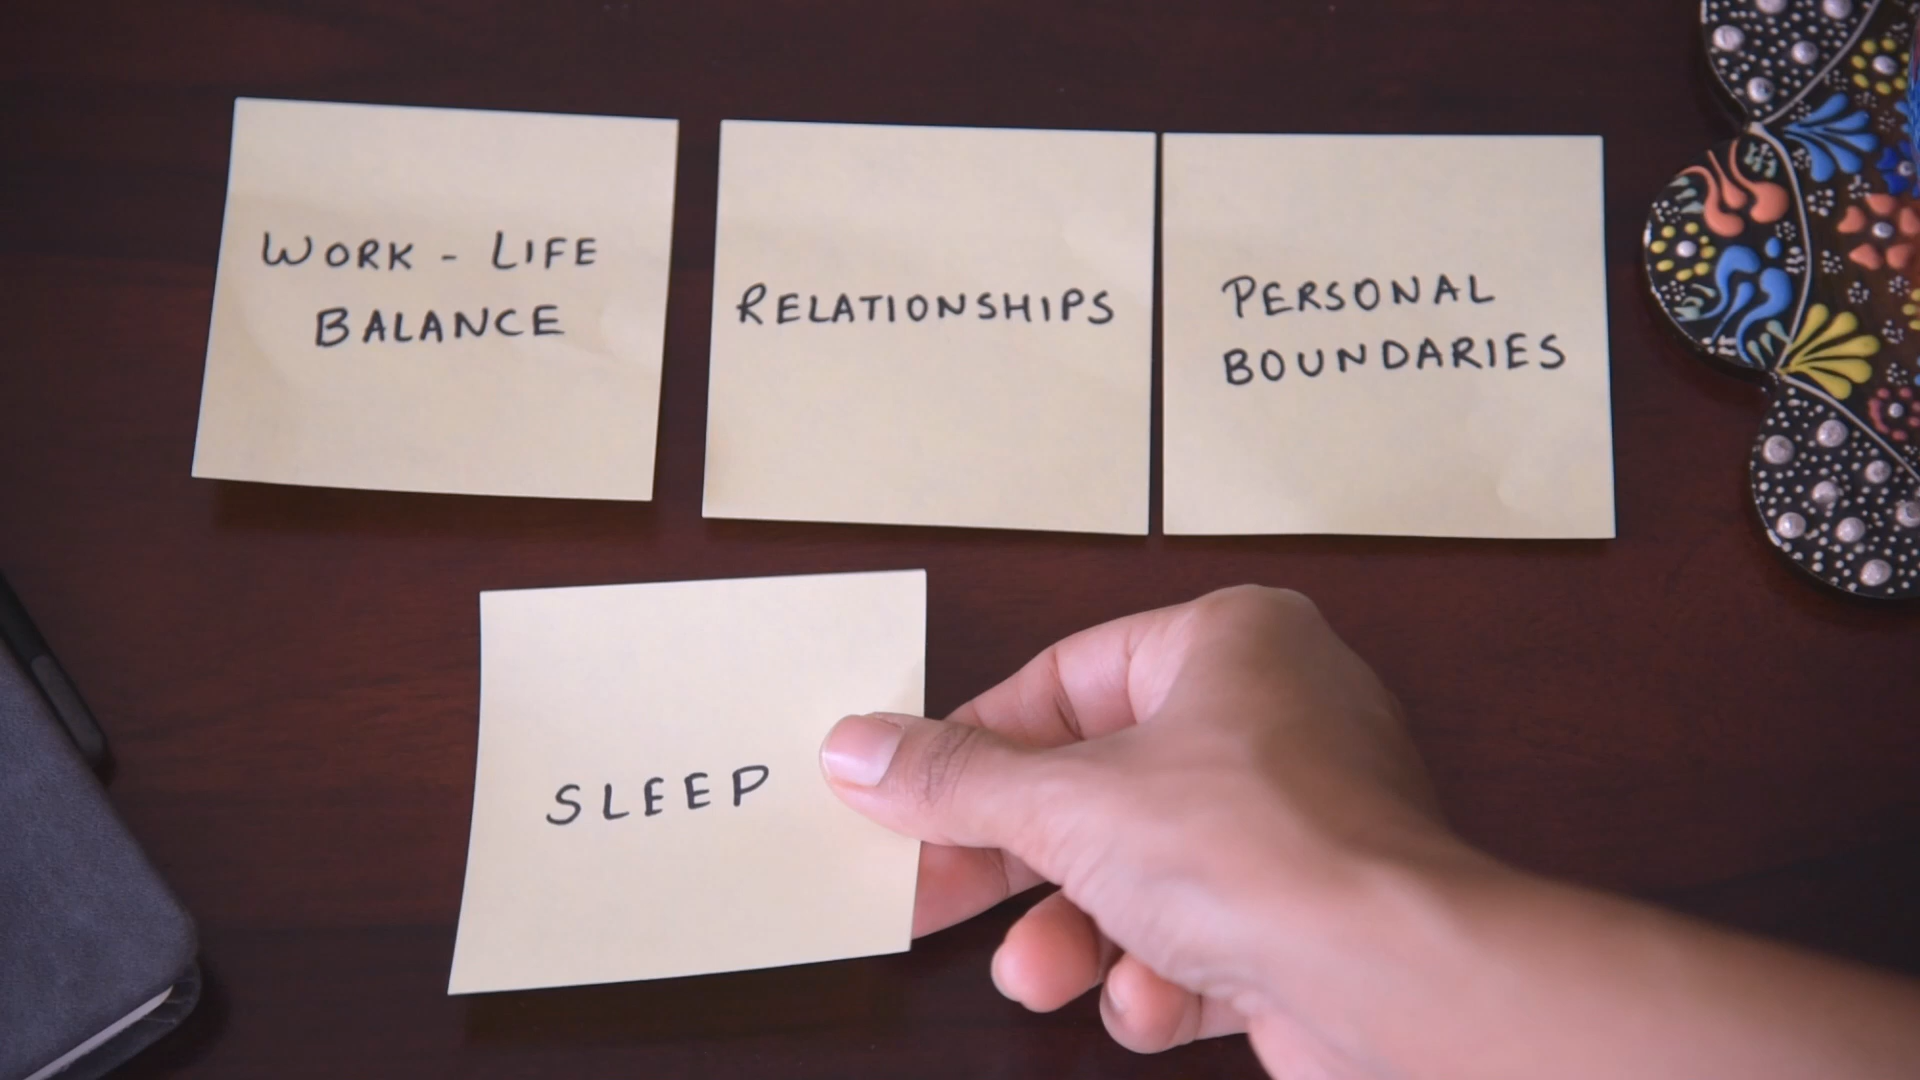 WORK - LIFE
BALANCE
RELATIONSHIPS
PERSONAL
BOUNDARIES
SLEEP